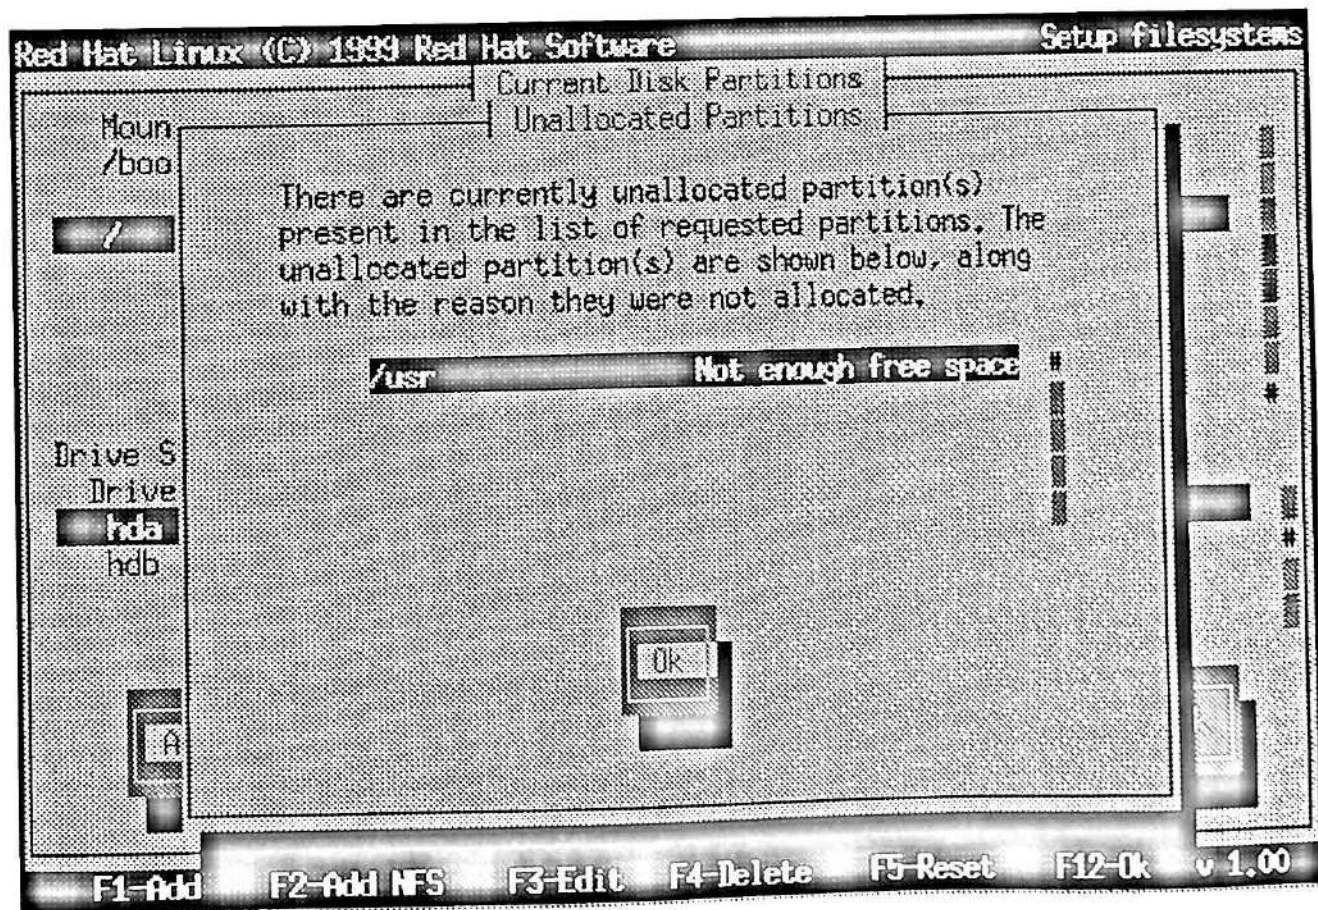 Red Hat Linux (C) 1999 Red Hat Software Setup filesystems
Current Disk Partitions
Unallocated Partitions
Moun
/boo
There are currently unallocated partition(s)
present in the list of requested partitions. The
unallocated partition(s) are shown below, along
with the reason they were not allocated.
/
/usr Not enough free space #
#
Drive S
Drive
hda
hdb
#
Ok
A
F1-Add F2-Add NFS F3-Edit F4-Delete F5-Reset F12-Ok v 1.00